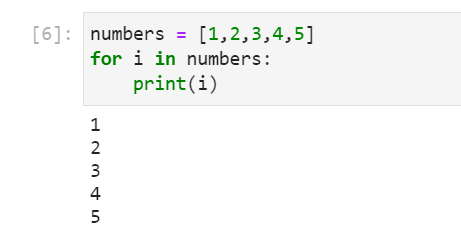 [6]: numbers = [1,2,3,4,5]
for i in numbers:
    print(i)
1
2
3
4
5